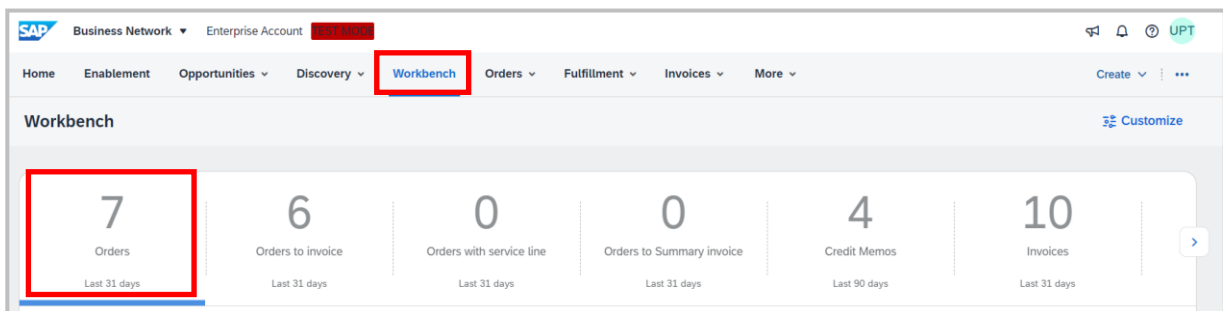 SAP Business Network Enterprise Account TEST MODE UPT
Home Enablement Opportunities Discovery Workbench Orders Fulfillment Invoices More Create
Workbench Customize
7 6 0 0 4 10
Orders Orders to invoice Orders with service line Orders to Summary invoice Credit Memos Invoices
Last 31 days Last 31 days Last 31 days Last 31 days Last 90 days Last 31 days